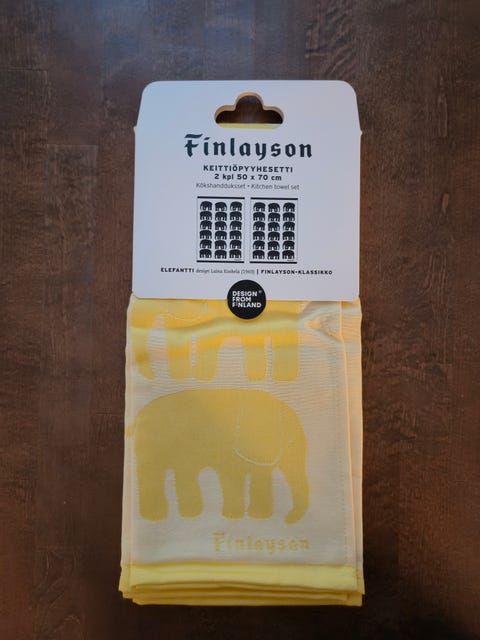 Finlayson
KEITTIÖPYYHESETTI
2 kpl 50 x 70 cm
Kökshandduksset • Kitchen towel set
ELEFANTTI design Laina Koskela (1969) | FINLAYSON-KLASSIKKO
DESIGN
FROM
FINLAND
Finlayson